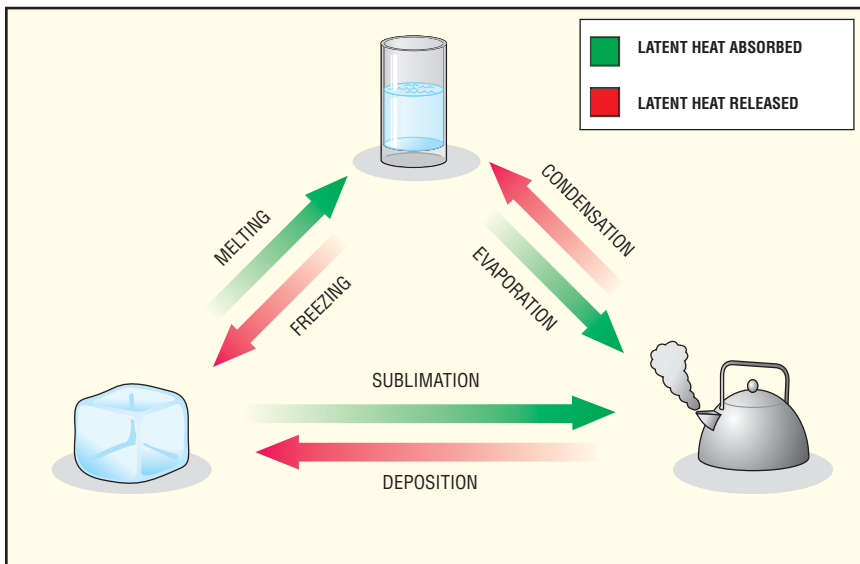 LATENT HEAT ABSORBED
LATENT HEAT RELEASED
MELTING
FREEZING
CONDENSATION
EVAPORATION
SUBLIMATION
DEPOSITION